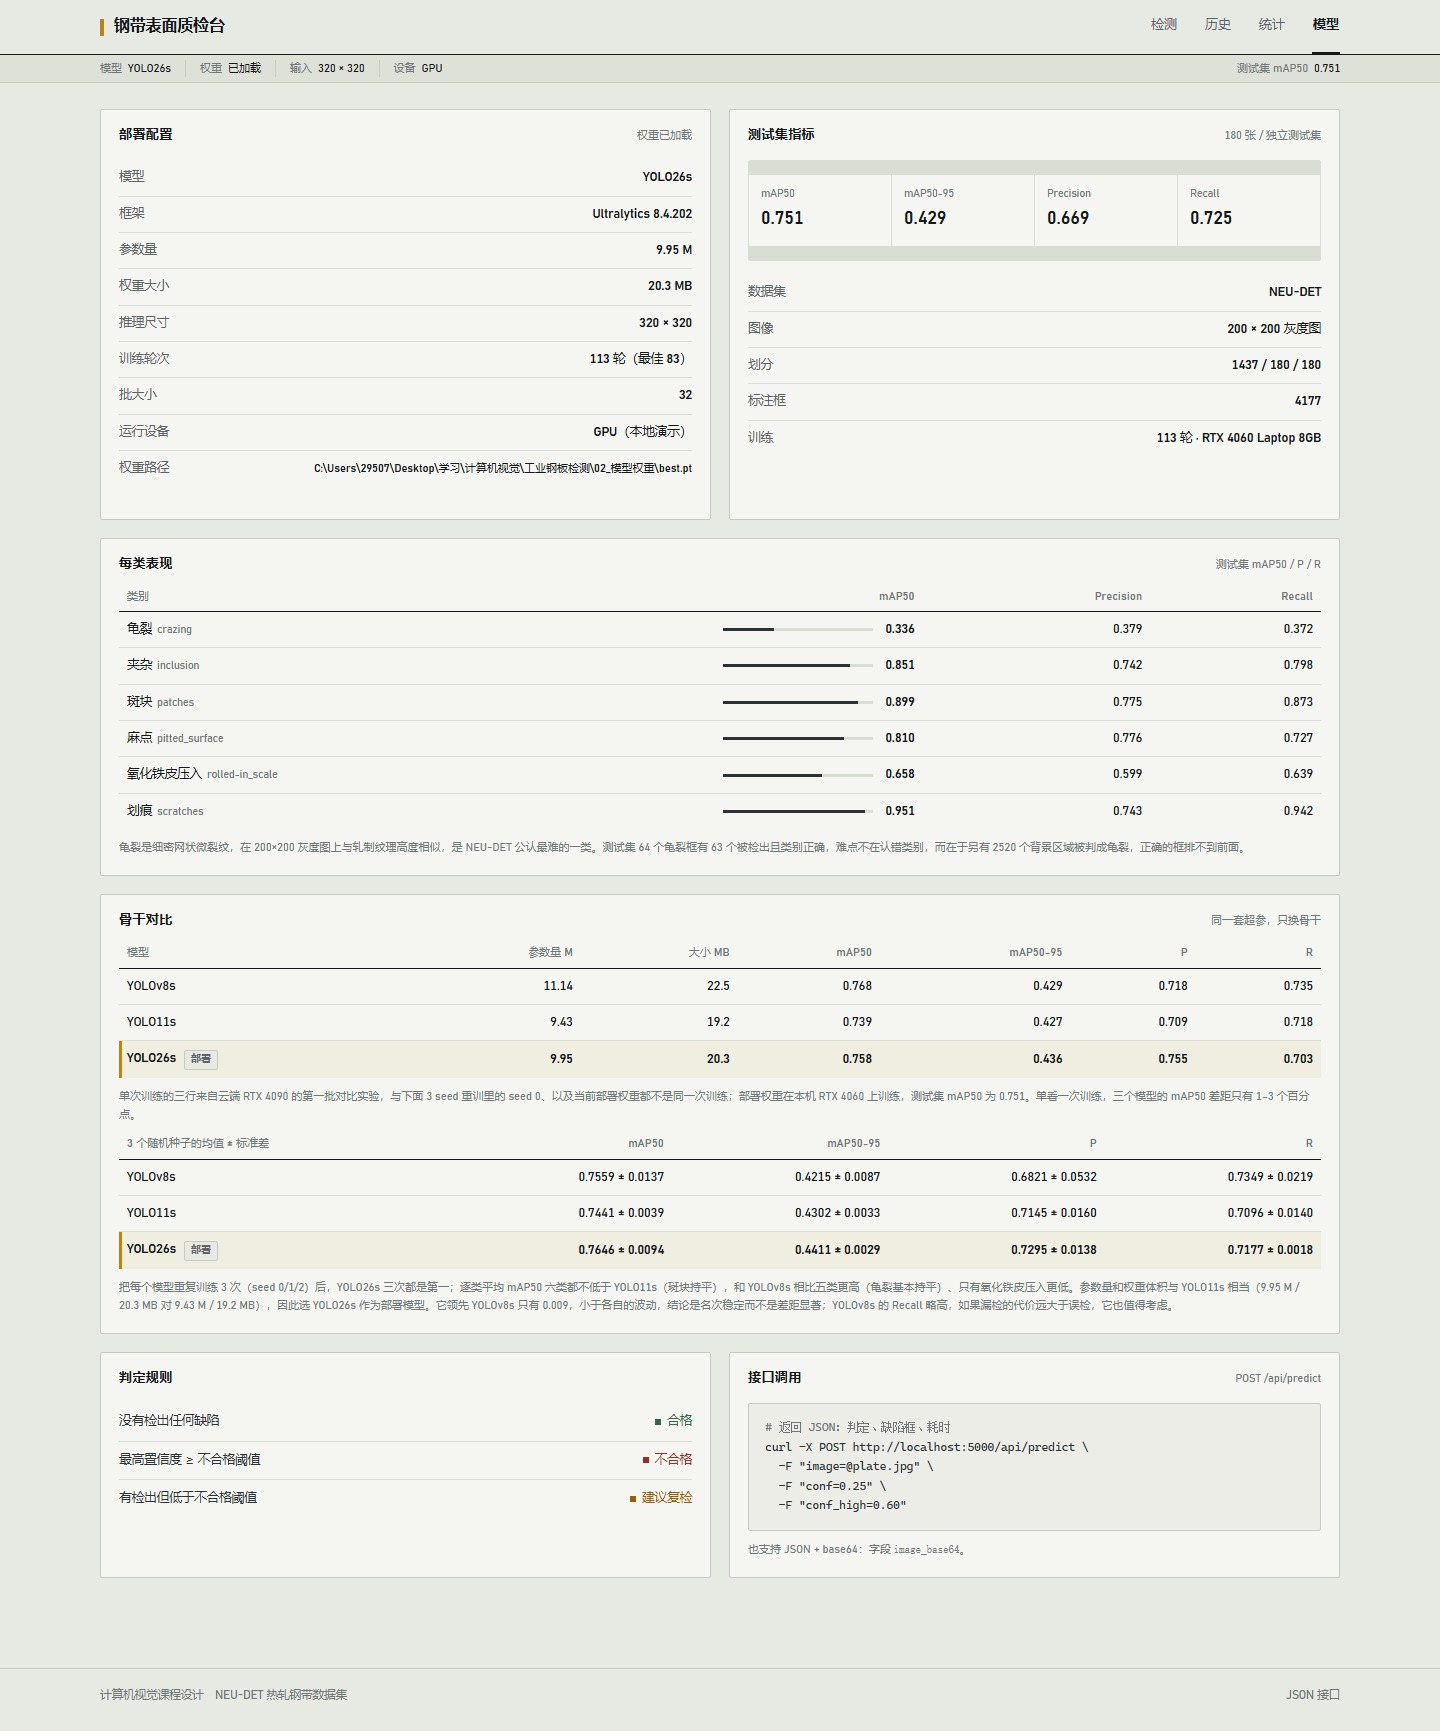 钢带表面质检台
检测 历史 统计 模型
模型 YOLO26s 权重 已加载 输入 320 × 320 设备 GPU 测试集 mAP50 0.751
部署配置 权重已加载
模型 YOLO26s
框架 Ultralytics 8.4.202
参数量 9.95 M
权重大小 20.3 MB
推理尺寸 320 × 320
训练轮次 113 轮（最佳 83）
批大小 32
运行设备 GPU（本地演示）
权重路径 C:\Users\29507\Desktop\学习\计算机视觉\工业钢板检测\02_模型权重\best.pt
测试集指标 180 张 / 独立测试集
mAP50 mAP50-95 Precision Recall
0.751 0.429 0.669 0.725
数据集 NEU-DET
图像 200 × 200 灰度图
划分 1437 / 180 / 180
标注框 4177
训练 113 轮 · RTX 4060 Laptop 8GB
每类表现 测试集 mAP50 / P / R
类别 mAP50 Precision Recall
龟裂 crazing 0.336 0.379 0.372
夹杂 inclusion 0.851 0.742 0.798
斑块 patches 0.899 0.775 0.873
麻点 pitted_surface 0.810 0.776 0.727
氧化铁皮压入 rolled-in_scale 0.658 0.599 0.639
划痕 scratches 0.951 0.743 0.942
龟裂是细密网状微裂纹，在 200×200 灰度图上与轧制纹理高度相似，是 NEU-DET 公认最难的一类。测试集 64 个龟裂框有 63 个被检出且类别正确，难点不在认错类别，而在于另有 2520 个背景区域被判成龟裂，正确的框排不到前面。
骨干对比 同一套超参，只换骨干
模型 参数量 M 大小 MB mAP50 mAP50-95 P R
YOLOv8s 11.14 22.5 0.768 0.429 0.718 0.735
YOLO11s 9.43 19.2 0.739 0.427 0.709 0.718
YOLO26s 部署 9.95 20.3 0.758 0.436 0.755 0.703
单次训练的三行来自云端 RTX 4090 的第一批对比实验，与下面 3 seed 重训里的 seed 0、以及当前部署权重都不是同一次训练；部署权重在本机 RTX 4060 上训练，测试集 mAP50 为 0.751。单看一次训练，三个模型的 mAP50 差距只有 1–3 个百分
点。
3 个随机种子的均值 ± 标准差 mAP50 mAP50-95 P R
YOLOv8s 0.7559 ± 0.0137 0.4215 ± 0.0087 0.6821 ± 0.0532 0.7349 ± 0.0219
YOLO11s 0.7441 ± 0.0039 0.4302 ± 0.0033 0.7145 ± 0.0160 0.7096 ± 0.0140
YOLO26s 部署 0.7646 ± 0.0094 0.4411 ± 0.0029 0.7295 ± 0.0138 0.7177 ± 0.0018
把每个模型重复训练 3 次（seed 0/1/2）后，YOLO26s 三次都是第一；逐类平均 mAP50 六类都不低于 YOLO11s（斑块持平），和 YOLOv8s 相比五类更高（龟裂基本持平）、只有氧化铁皮压入更低。参数量和权重体积与 YOLO11s 相当（9.95 M /
20.3 MB 对 9.43 M / 19.2 MB），因此选 YOLO26s 作为部署模型。它领先 YOLOv8s 只有 0.009，小于各自的波动，结论是名次稳定而不是差距显著；YOLOv8s 的 Recall 略高，如果漏检的代价远大于误检，它也值得考虑。
判定规则
没有检出任何缺陷 合格
最高置信度 ≥ 不合格阈值 不合格
有检出但低于不合格阈值 建议复检
接口调用 POST /api/predict
# 返回 JSON: 判定、缺陷框、耗时
curl -X POST http://localhost:5000/api/predict \
-F "image=@plate.jpg" \
-F "conf=0.25" \
-F "conf_high=0.60"
也支持 JSON + base64：字段 image_base64。
计算机视觉课程设计 NEU-DET 热轧钢带数据集 JSON 接口